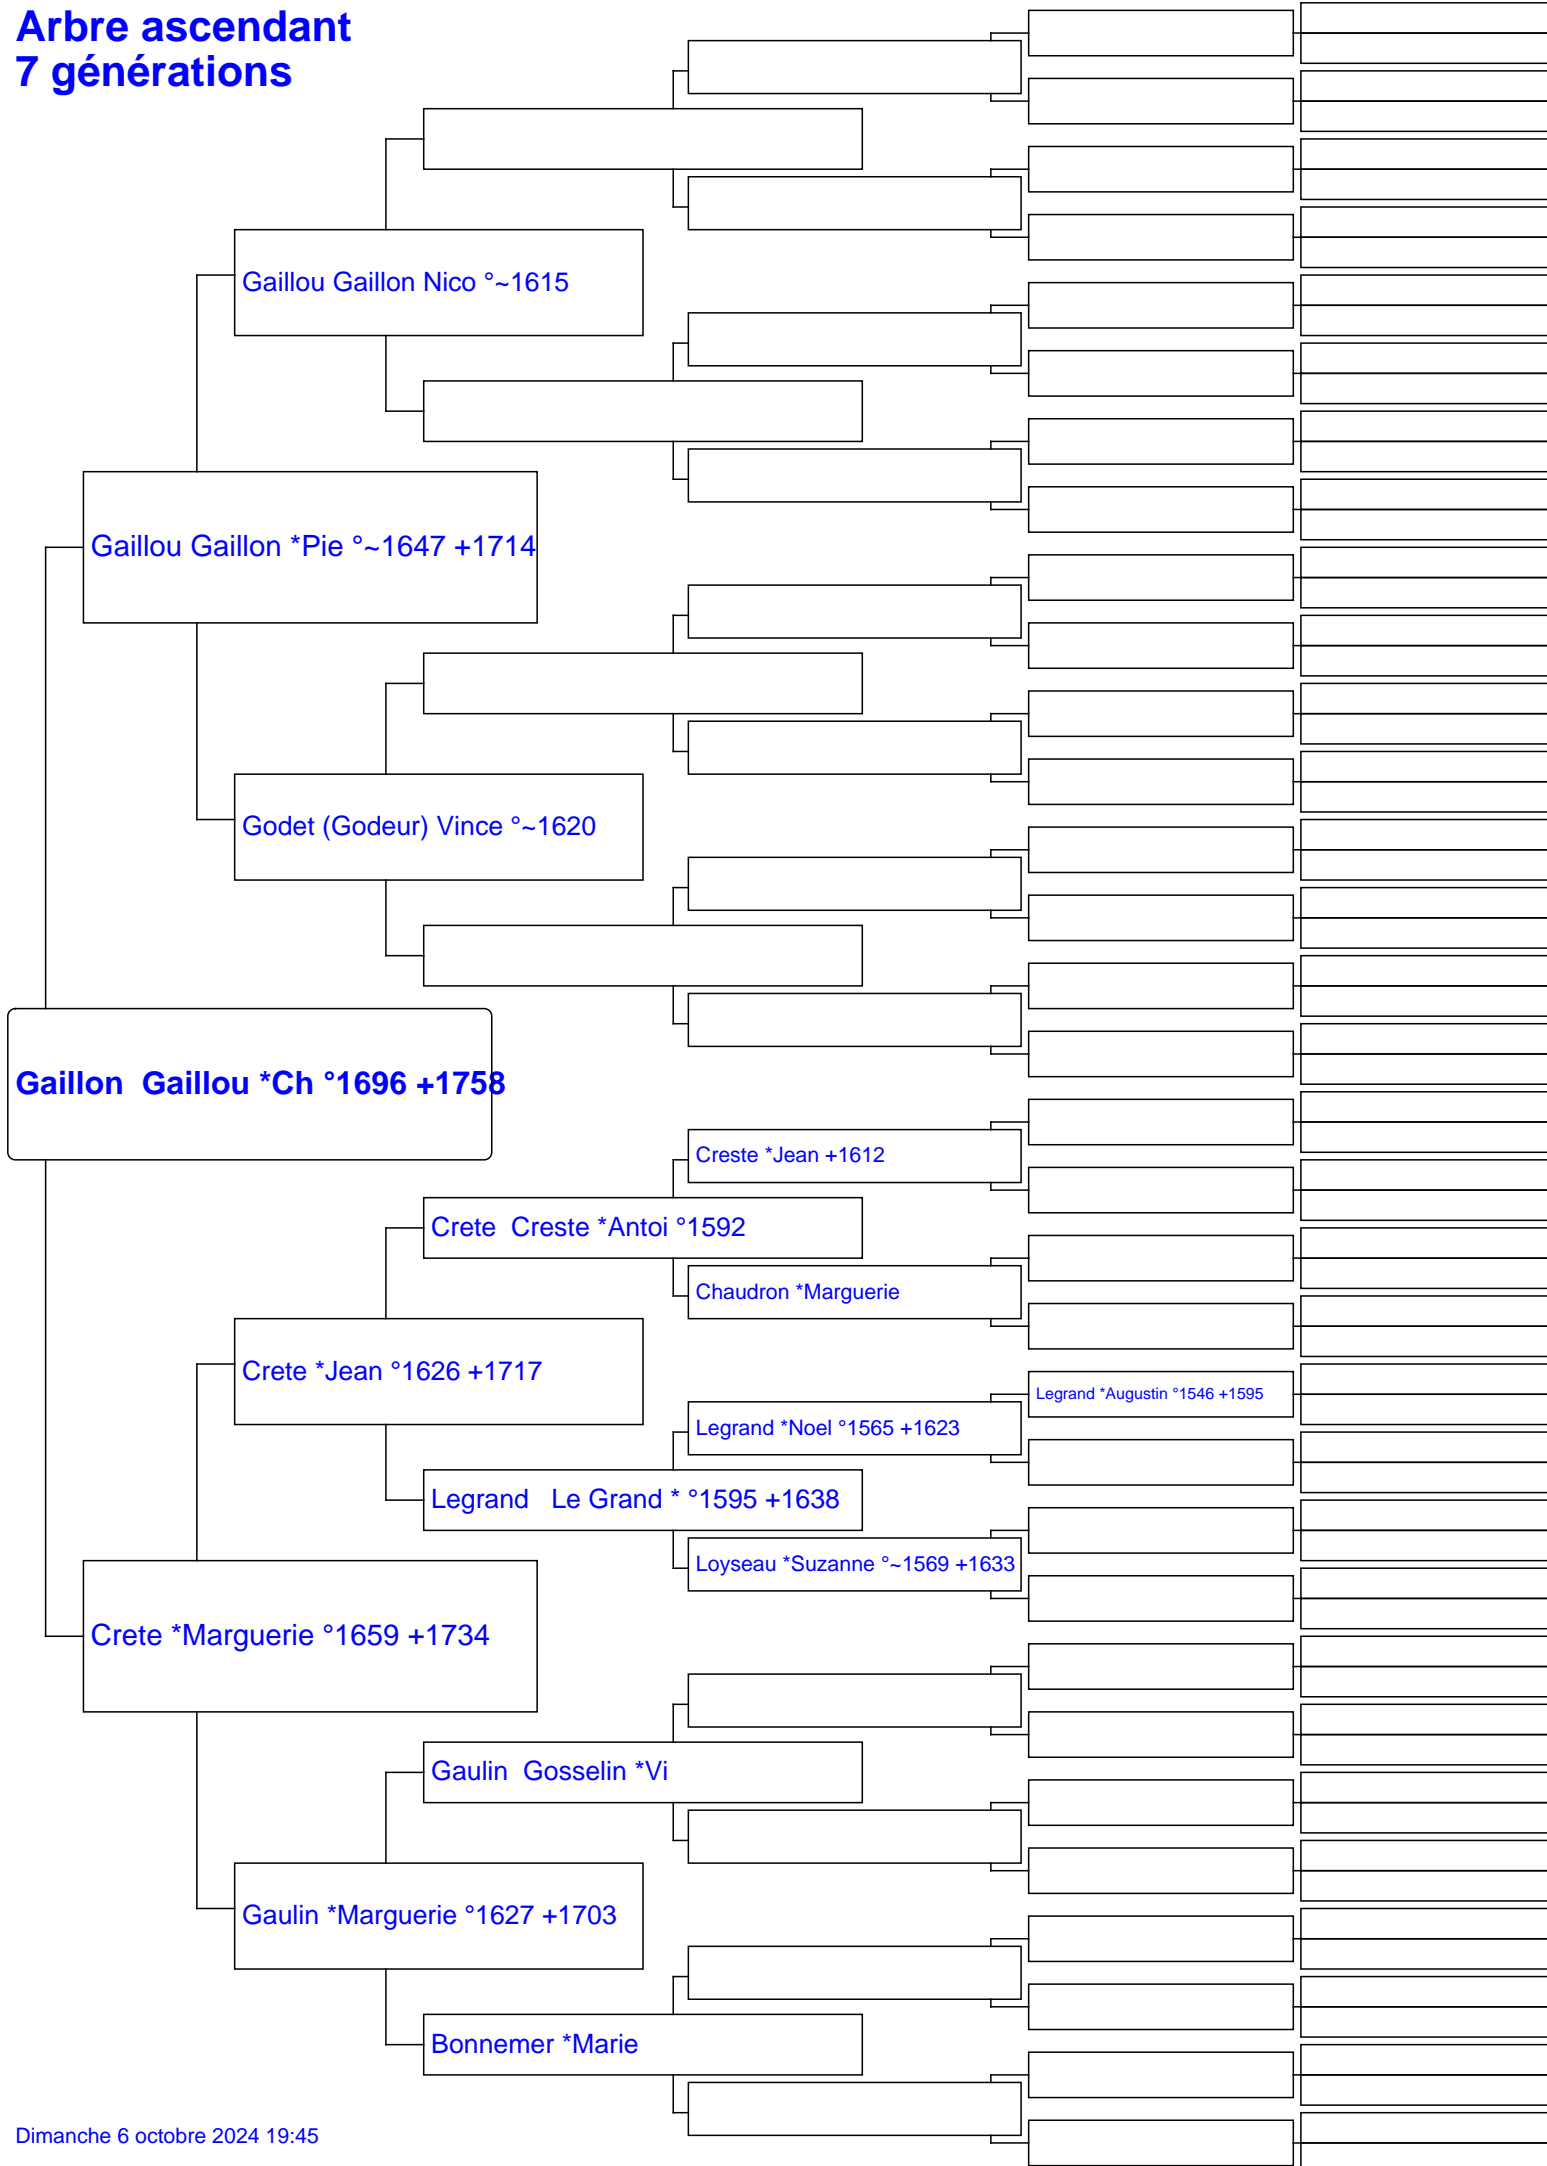 Arbre ascendant
7 générations
Gaillou Gaillon Nico °~1615
Gaillou Gaillon *Pie °~1647 +1714
Godet (Godeur) Vince °~1620
Gaillon  Gaillou *Ch °1696 +1758
Creste *Jean +1612
Crete  Creste *Antoi °1592
Chaudron *Marguerie
Crete *Jean °1626 +1717
Legrand *Augustin °1546 +1595
Legrand *Noel °1565 +1623
Legrand   Le Grand * °1595 +1638
Loyseau *Suzanne °~1569 +1633
Crete *Marguerie °1659 +1734
Gaulin  Gosselin *Vi
Gaulin *Marguerie °1627 +1703
Bonnemer *Marie
Dimanche 6 octobre 2024 19:45